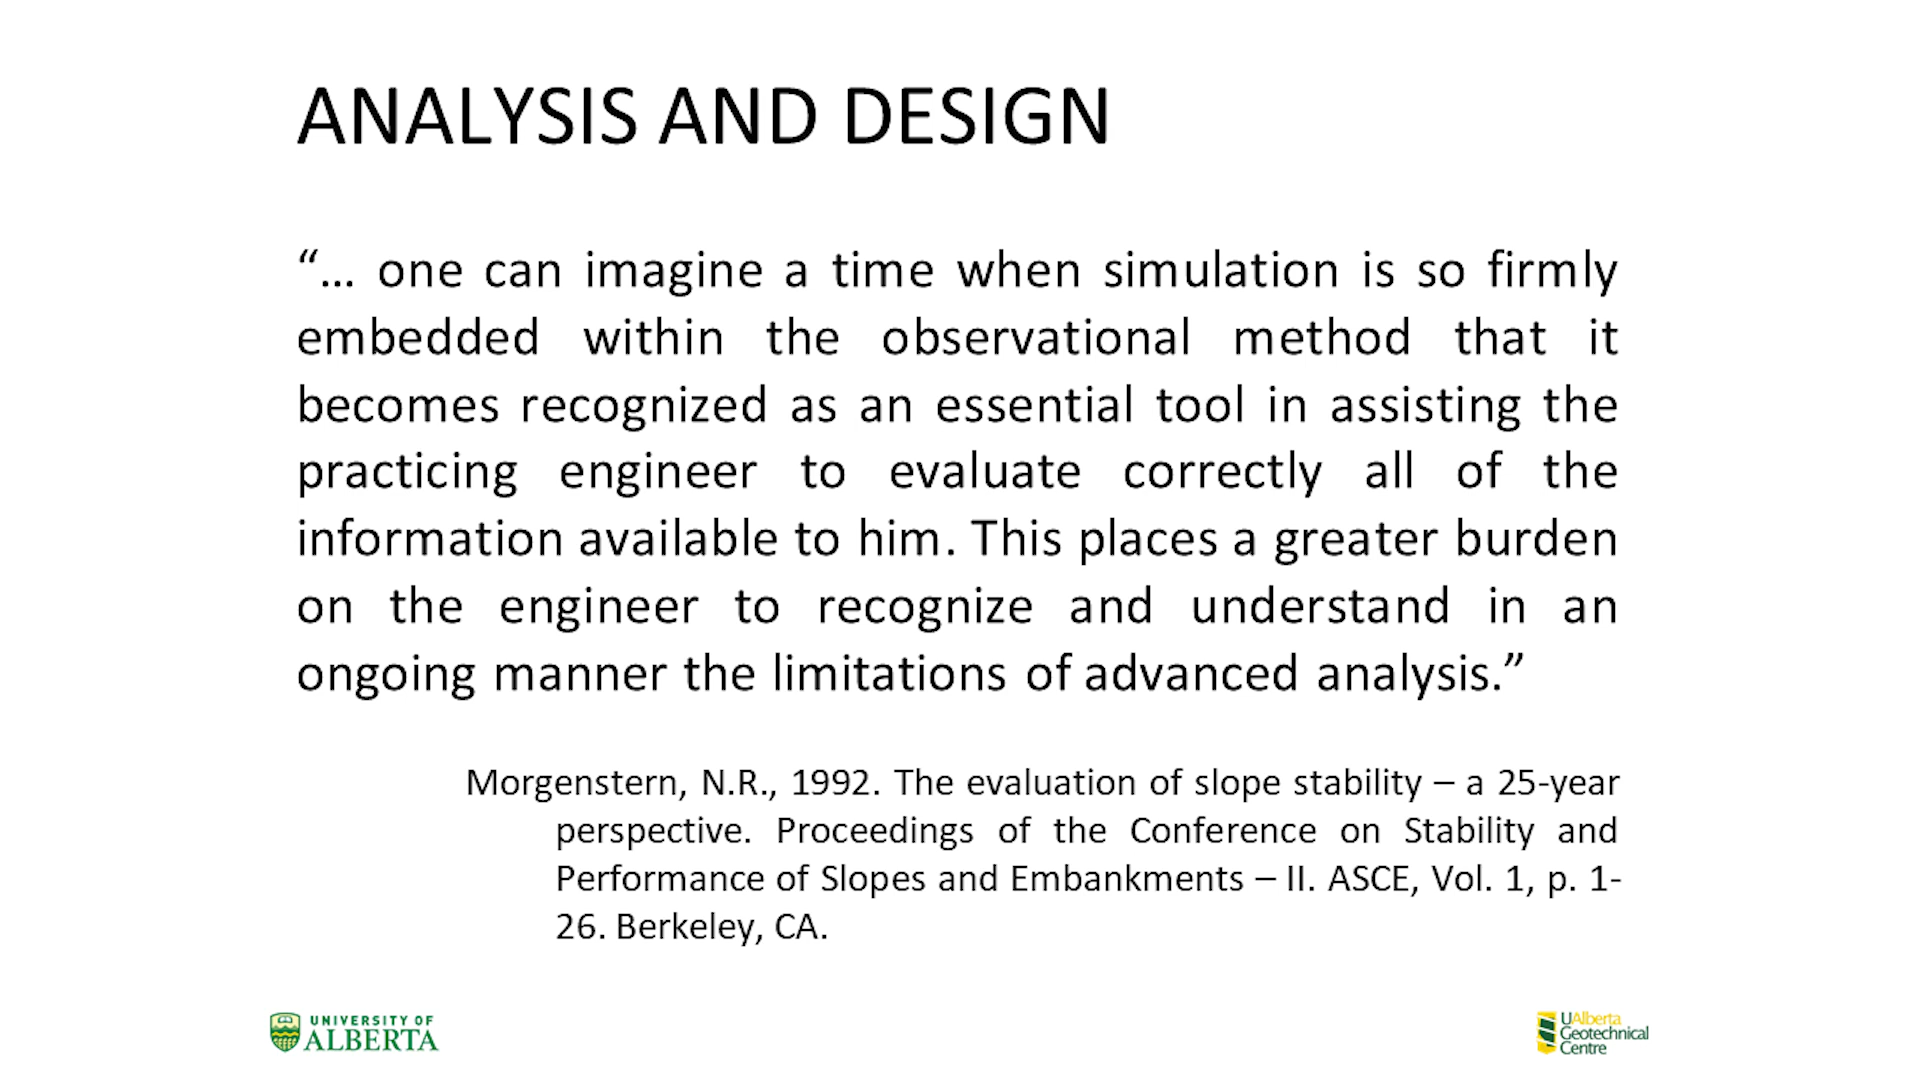 ANALYSIS AND DESIGN
“... one can imagine a time when simulation is so firmly
embedded within the observational method that it
becomes recognized as an essential tool in assisting the
practicing engineer to evaluate correctly all of the
information available to him. This places a greater burden
on the engineer to recognize and understand in an
ongoing manner the limitations of advanced analysis.”
Morgenstern, N.R., 1992. The evaluation of slope stability – a 25-year
perspective. Proceedings of the Conference on Stability and
Performance of Slopes and Embankments – II. ASCE, Vol. 1, p. 1-
26. Berkeley, CA.
UNIVERSITY OF
ALBERTA
UAlberta
Geotechnical
Centre